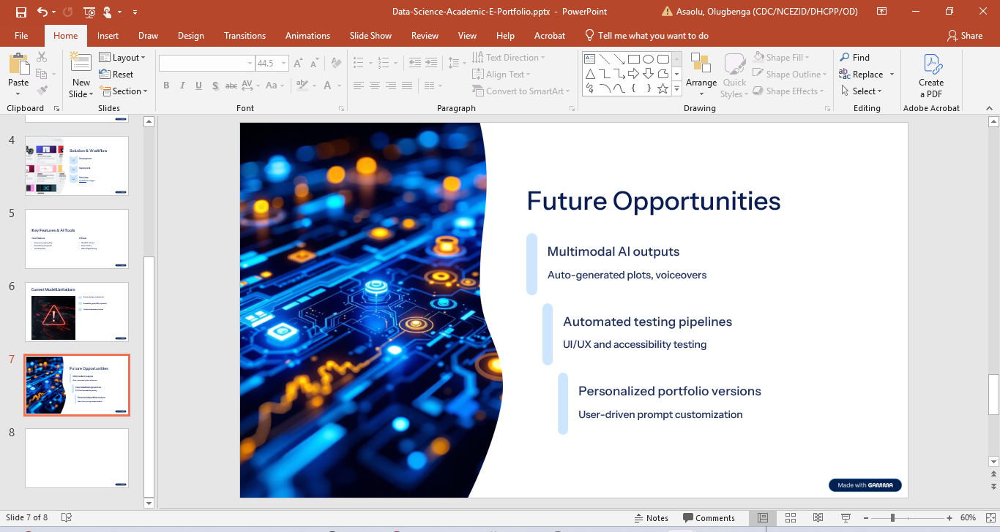 Data-Science-Academic-E-Portfolio.pptx - PowerPoint
Asaolu, Olugbenga (CDC/NCEZID/DHCPP/OD)
File Home Insert Draw Design Transitions Animations Slide Show Review View Help Acrobat Tell me what you want to do Share
Paste
Clipboard
New Slide
Layout
Reset
Section
Slides
44.5
B I U S abc AV Aa A
Font
Text Direction
Align Text
Convert to SmartArt
Paragraph
Arrange
Quick Styles
Shape Fill
Shape Outline
Shape Effects
Drawing
Find
Replace
Select
Editing
Create a PDF
Adobe Acrobat
4
Solution & Workflow
5
Key Features & AI Tools
6
Current Model Limitations
7
Future Opportunities
8
Future Opportunities
Multimodal AI outputs
Auto-generated plots, voiceovers
Automated testing pipelines
UI/UX and accessibility testing
Personalized portfolio versions
User-driven prompt customization
Made with GAMMA
Slide 7 of 8
Notes
Comments
60%